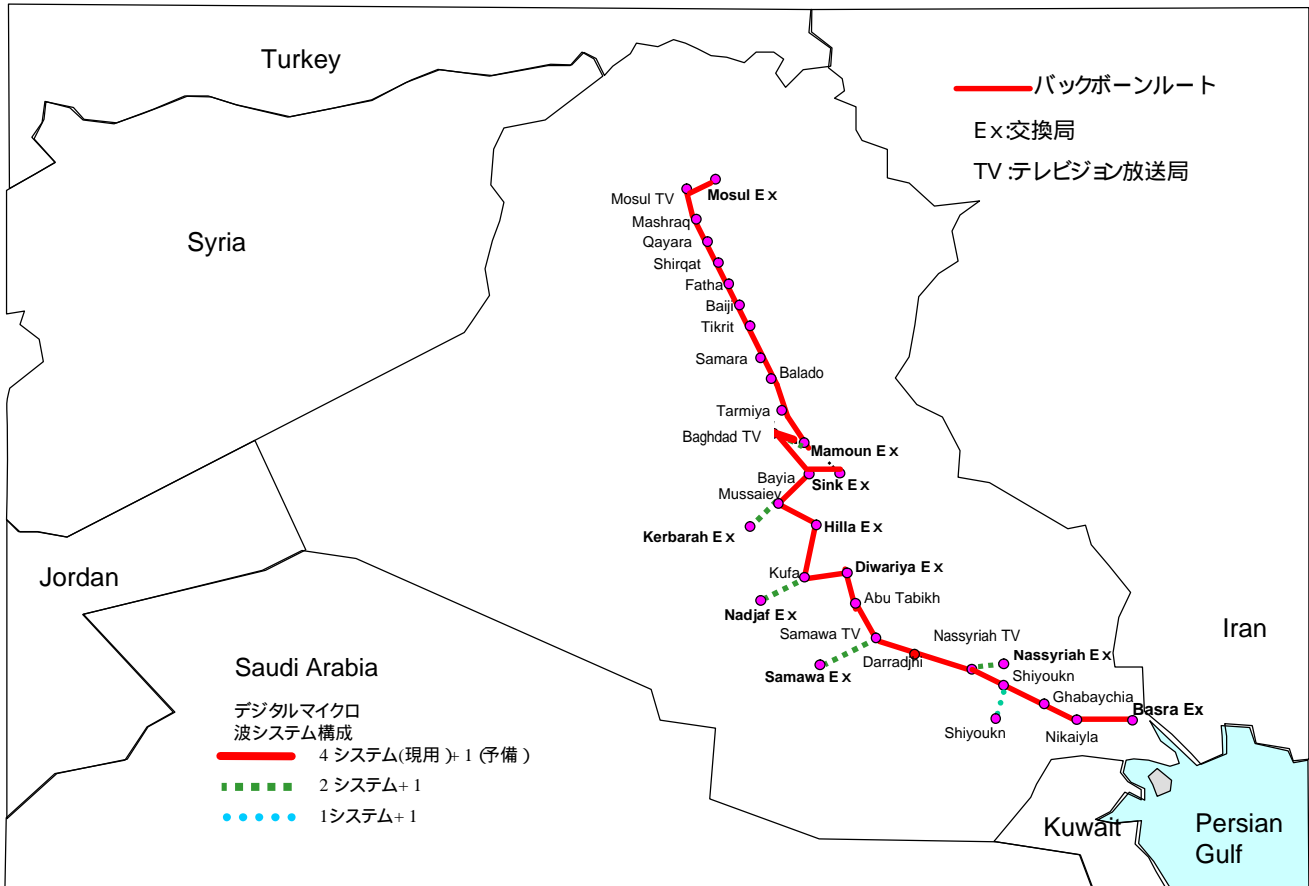 Turkey
バックボーンルート
Ex:交換局
TV:テレビジョン放送局
Syria
Mosul TV
Mosul Ex
Mashraq
Qayara
Shirqat
Fatha
Baiji
Tikrit
Samara
Balado
Tarmiya
Baghdad TV
Mamoun Ex
Bayia
Sink Ex
Mussaiev
Kerbarah Ex
Hilla Ex
Jordan
Kufa
Diwariya Ex
Nadjaf Ex
Abu Tabikh
Samawa TV
Nassyriah TV
Iran
Darradjhi
Nassyriah Ex
Samawa Ex
Shiyoukn
Ghabaychia
Basra Ex
Shiyoukn
Nikaiyla
Saudi Arabia
デジタルマイクロ
波システム構成
4 システム(現用)+ 1 (予備)
2 システム+ 1
1システム+ 1
Kuwait
Persian
Gulf